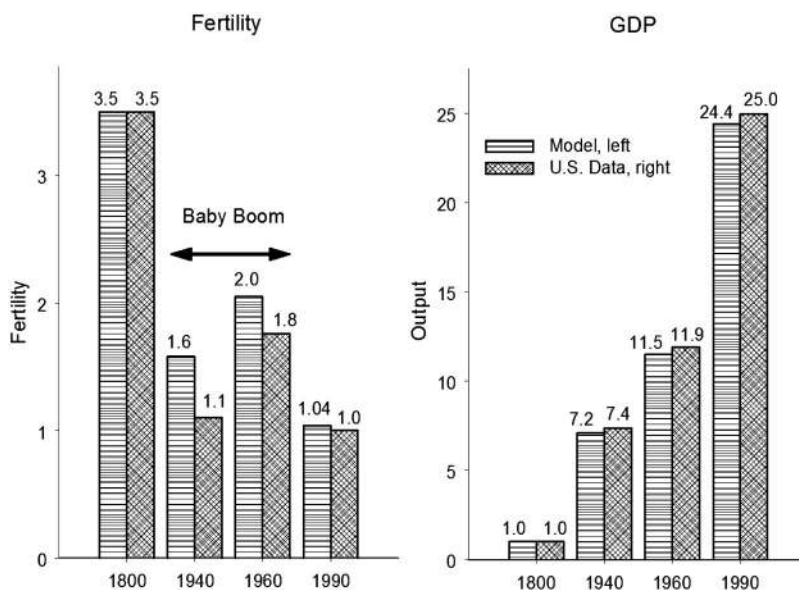 Fertility
3.5 3.5
3
Baby Boom
2.0
2
1.8
1.6
1.1
1.04 1.0
1
0
Fertility
1800 1940 1960 1990
GDP
25
24.4 25.0
Model, left
U.S. Data, right
20
15
11.5 11.9
10
7.2 7.4
5
1.0 1.0
0
Output
1800 1940 1960 1990